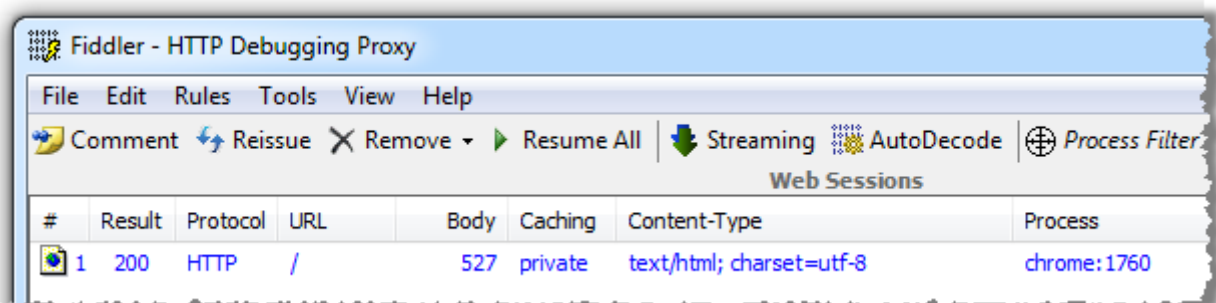 Fiddler - HTTP Debugging Proxy
File Edit Rules Tools View Help
Comment Reissue Remove Resume All Streaming AutoDecode Process Filter
Web Sessions
# Result Protocol URL Body Caching Content-Type Process
1 200 HTTP / 527 private text/html; charset=utf-8 chrome:1760